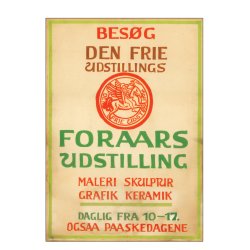 BESØG
DEN FRIE
UDSTILLINGS
FORAARS
UDSTILLING
MALERI SKULPTUR
GRAFIK KERAMIK
DAGLIG FRA 10-17.
OGSAA PAASKEDAGENE